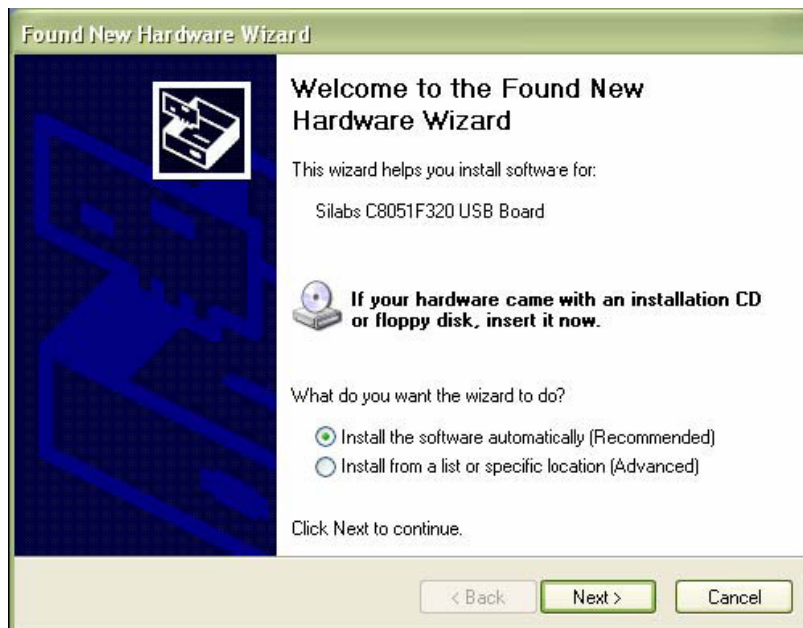 Found New Hardware Wizard
Welcome to the Found New
Hardware Wizard
This wizard helps you install software for:
Silabs C8051F320 USB Board
If your hardware came with an installation CD
or floppy disk, insert it now.
What do you want the wizard to do?
Install the software automatically (Recommended)
Install from a list or specific location (Advanced)
Click Next to continue.
< Back Next > Cancel